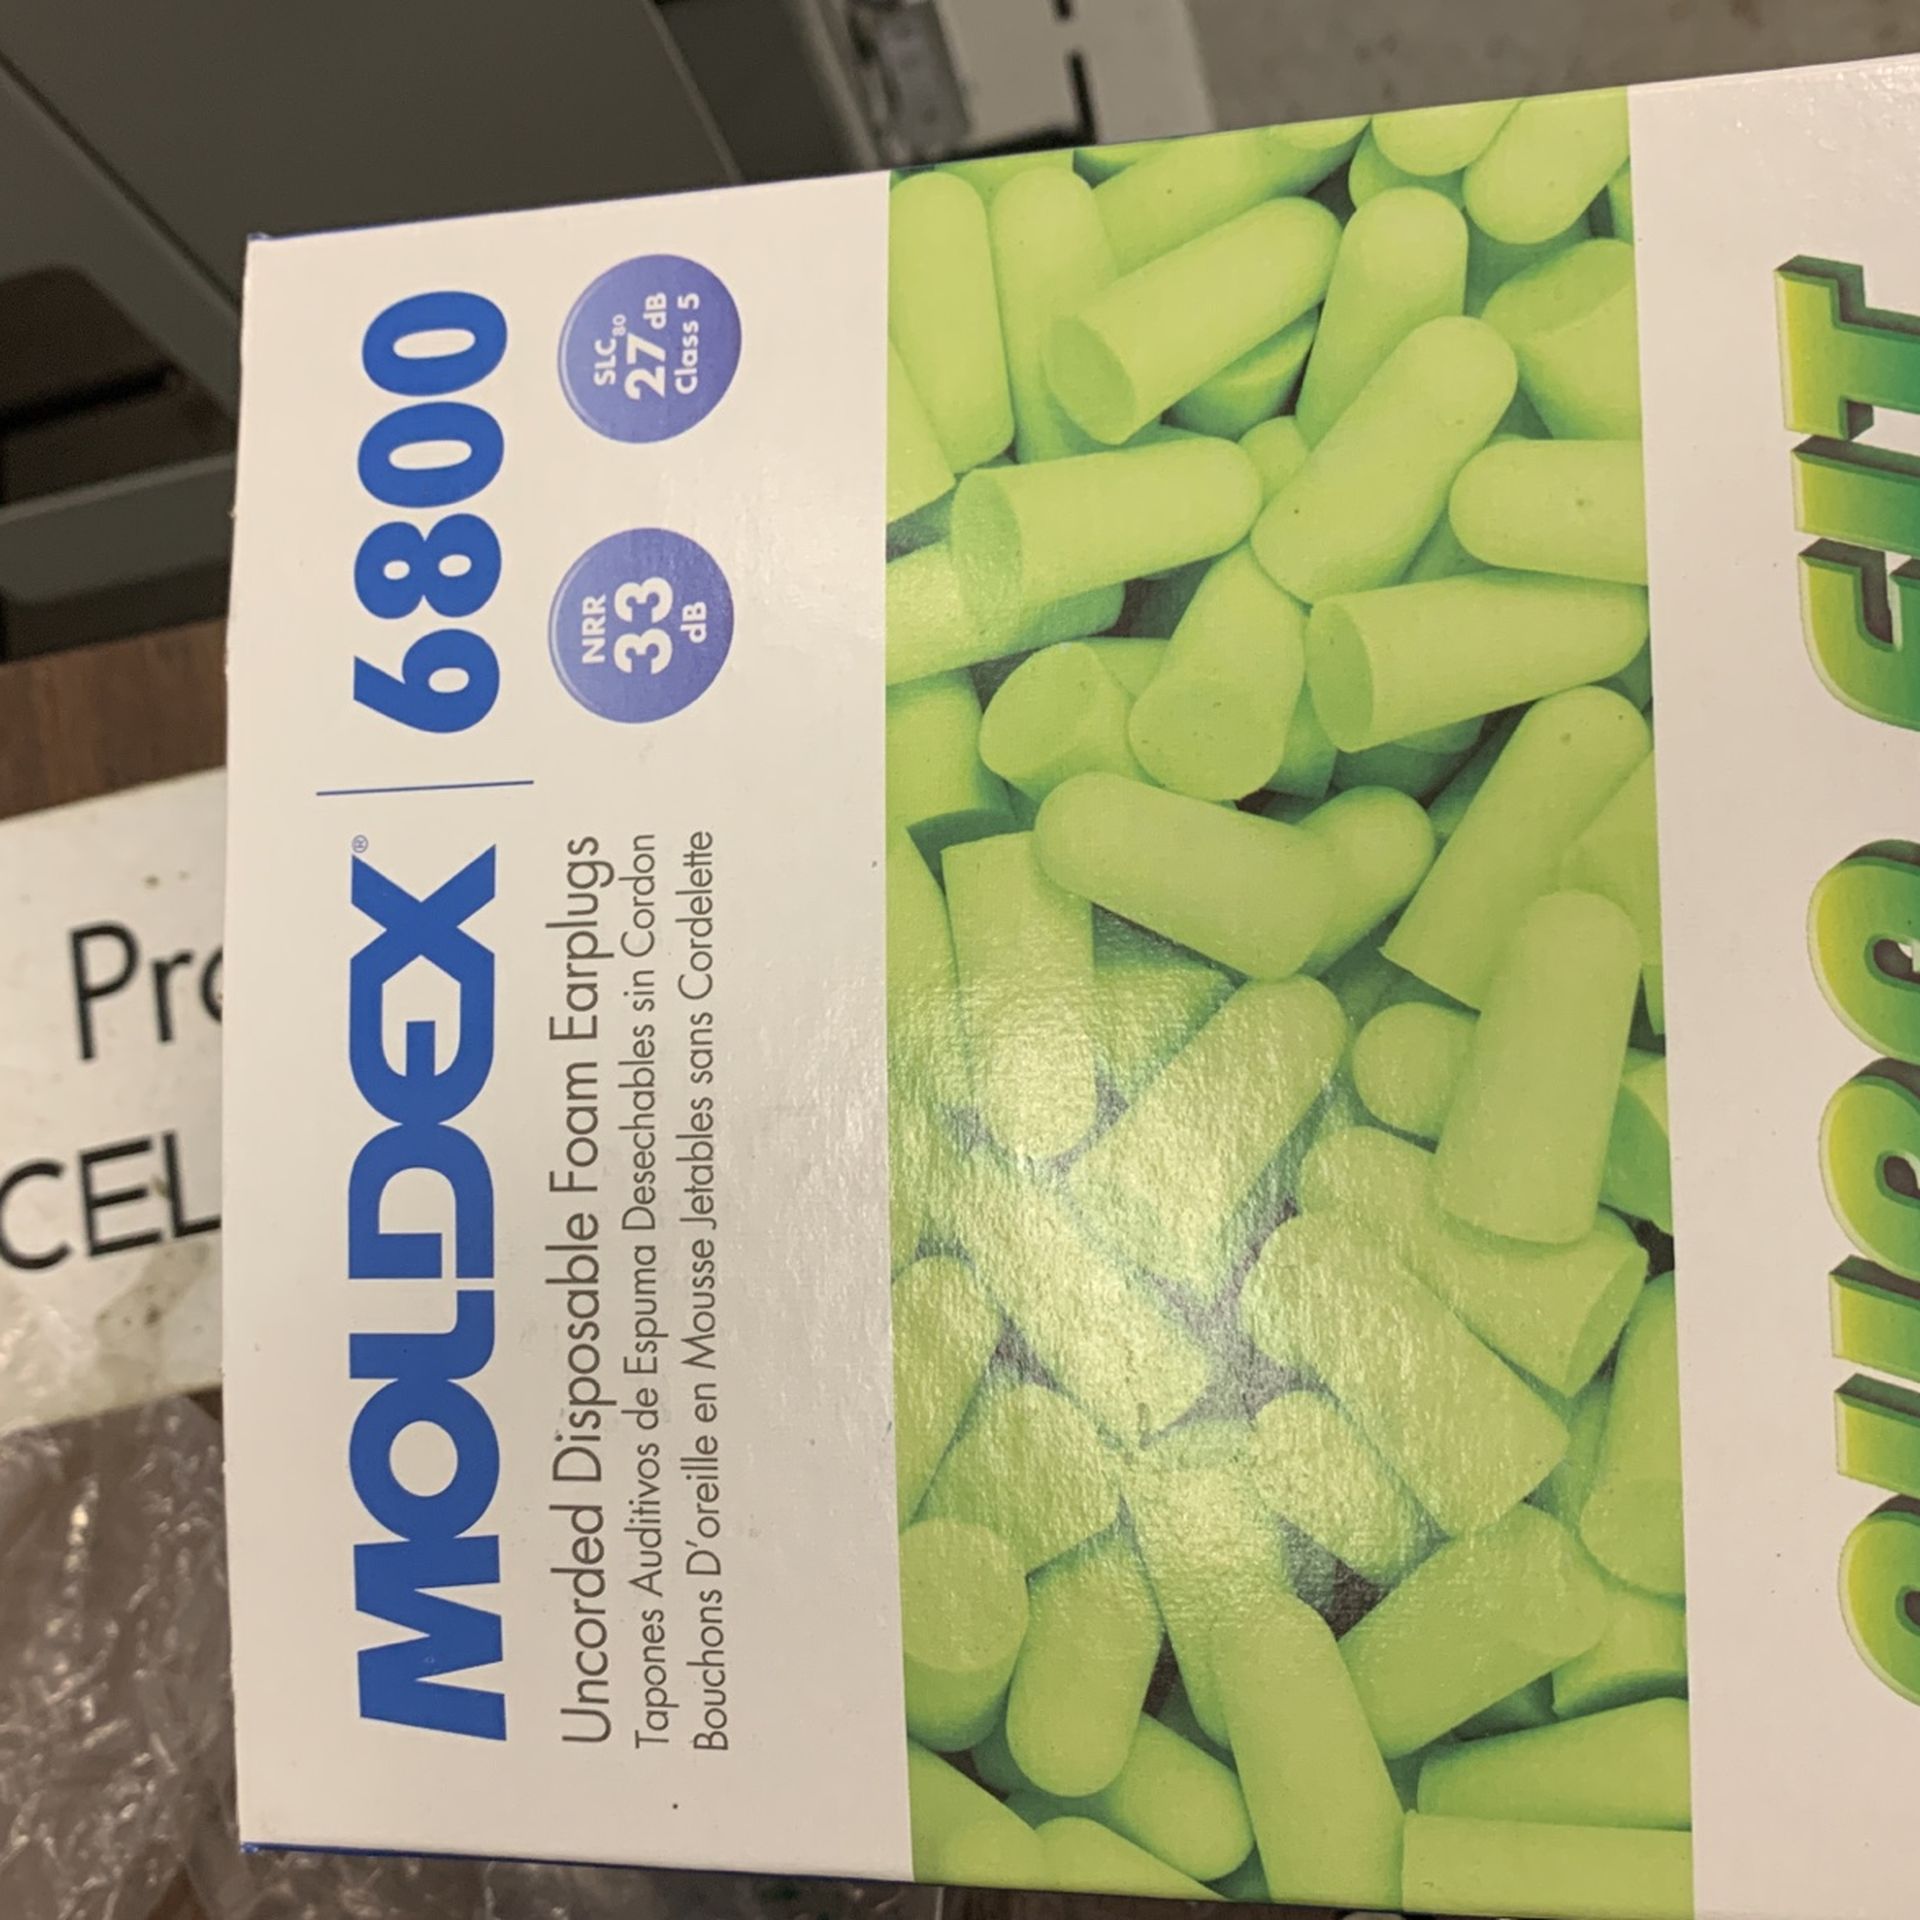 MOLDEX® | 6800
Uncorded Disposable Foam Earplugs
Tapones Auditivos de Espuma Desechables sin Cordon
Bouchons D'oreille en Mousse Jetables sans Cordelette
NRR
33
dB
SLC80
27 dB
Class 5
FIT